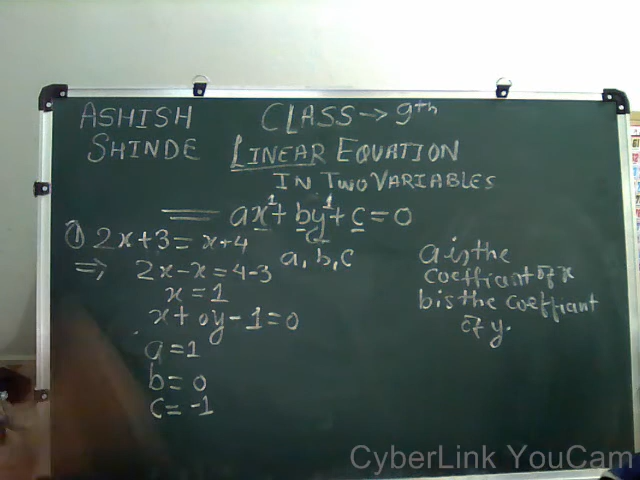 ASHISH CLASS → 9th
SHINDE LINEAR EQUATION
IN TWO VARIABLES
= ax¹ + by¹ + c = 0
① 2x+3 = x+4
a, b, c
⇒ 2x-x = 4-3
x = 1
x + 0y - 1 = 0
a = 1
b = 0
c = -1
a is the
coeffiant of x
b is the coeffiant
of y.
CyberLink YouCam